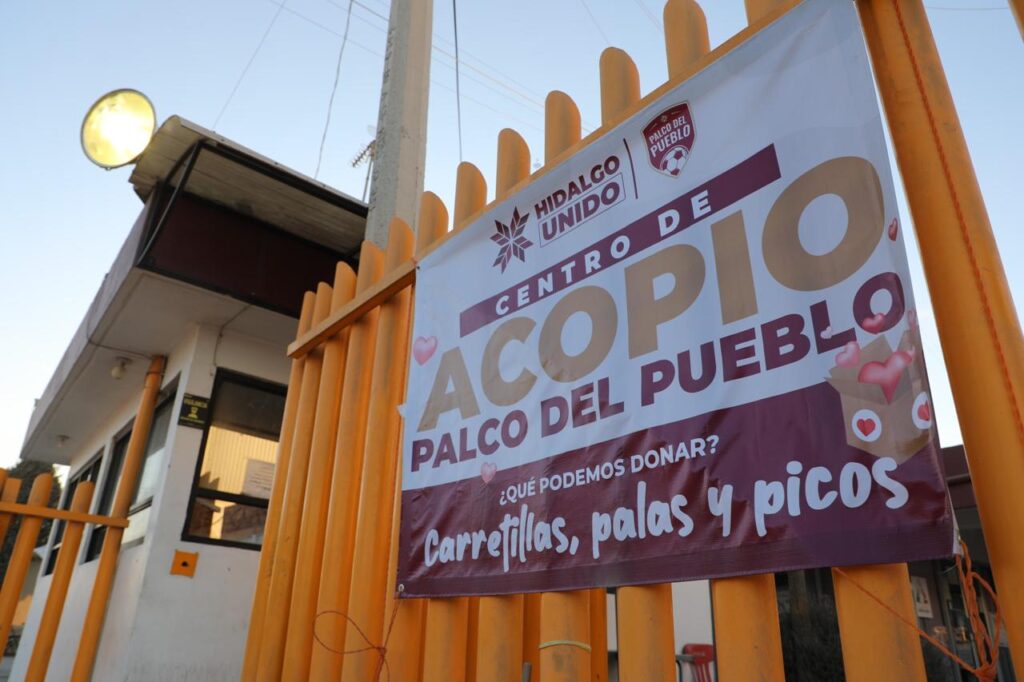 HIDALGO
UNIDO
PALCO DEL
PUEBLO
CENTRO DE
ACOPIO
PALCO DEL PUEBLO
¿QUÉ PODEMOS DONAR?
Carretillas, palas y picos